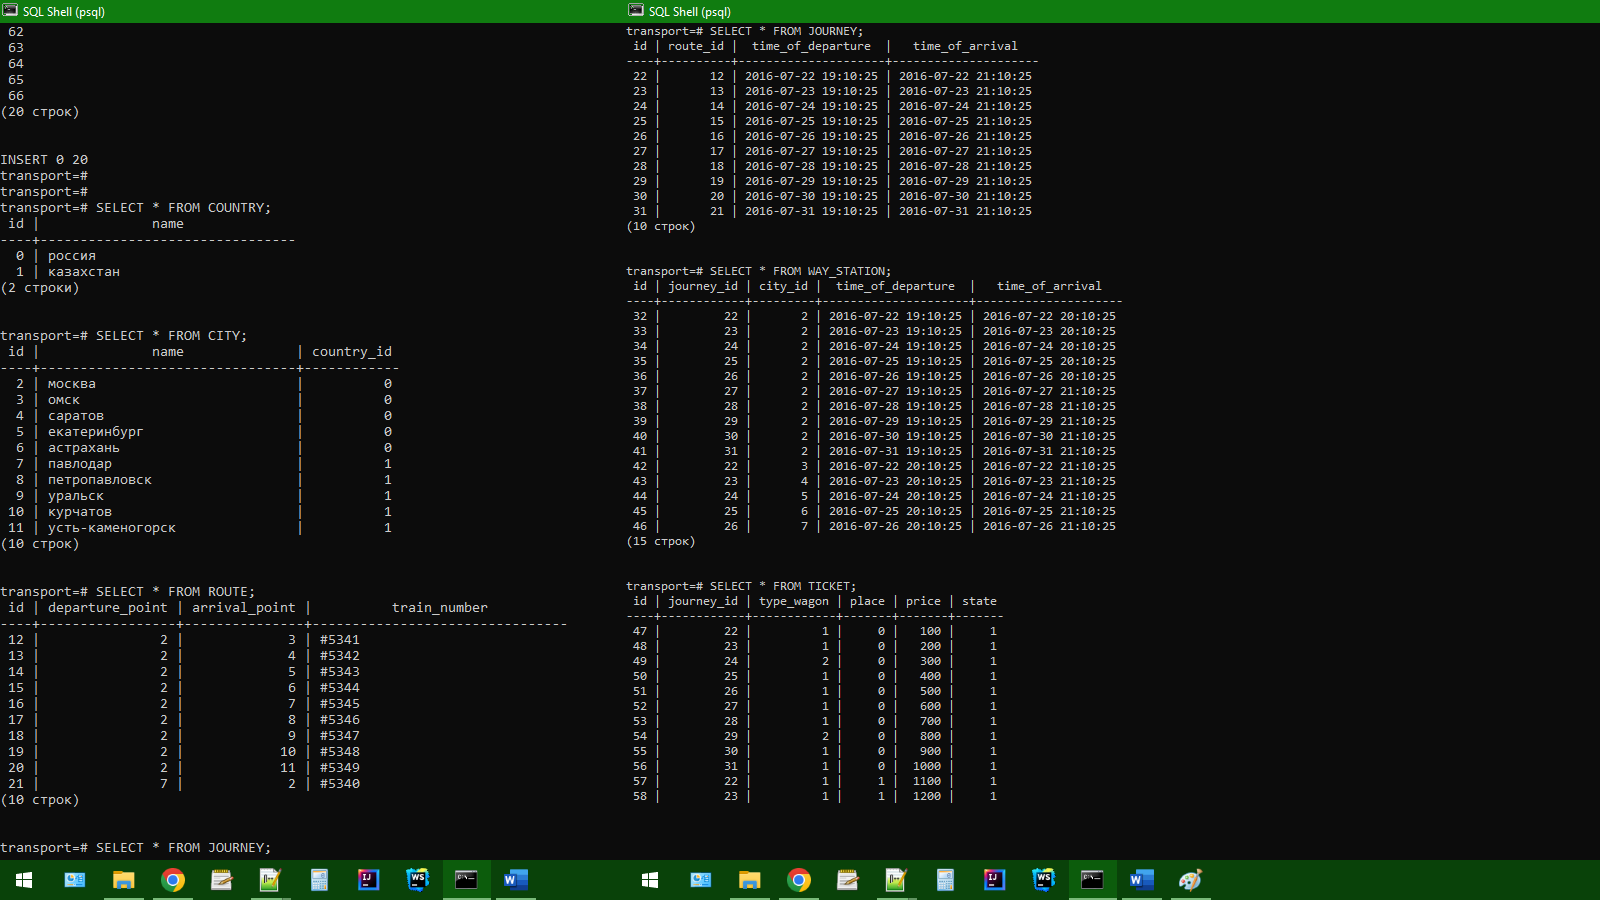 SQL Shell (psql)
62
63
64
65
66
(20 строк)
INSERT 0 20
transport=#
transport=#
transport=# SELECT * FROM COUNTRY;
id | name
----+-------------------------------
0 | россия
1 | казахстан
(2 строки)
transport=# SELECT * FROM CITY;
id | name | country_id
----+--------------------------------+------------
2 | москва | 0
3 | омск | 0
4 | саратов | 0
5 | екатеринбург | 0
6 | астрахань | 0
7 | павлодар | 1
8 | петропавловск | 1
9 | уральск | 1
10 | курчатов | 1
11 | усть-каменогорск | 1
(10 строк)
transport=# SELECT * FROM ROUTE;
id | departure_point | arrival_point | train_number
----+-----------------+---------------+--------------------------------
12 | 2 | 3 | #5341
13 | 2 | 4 | #5342
14 | 2 | 5 | #5343
15 | 2 | 6 | #5344
16 | 2 | 7 | #5345
17 | 2 | 8 | #5346
18 | 2 | 9 | #5347
19 | 2 | 10 | #5348
20 | 2 | 11 | #5349
21 | 7 | 2 | #5340
(10 строк)
transport=# SELECT * FROM JOURNEY;
SQL Shell (psql)
transport=# SELECT * FROM JOURNEY;
id | route_id | time_of_departure | time_of_arrival
----+----------+---------------------+---------------------
22 | 12 | 2016-07-22 19:10:25 | 2016-07-22 21:10:25
23 | 13 | 2016-07-23 19:10:25 | 2016-07-23 21:10:25
24 | 14 | 2016-07-24 19:10:25 | 2016-07-24 21:10:25
25 | 15 | 2016-07-25 19:10:25 | 2016-07-25 21:10:25
26 | 16 | 2016-07-26 19:10:25 | 2016-07-26 21:10:25
27 | 17 | 2016-07-27 19:10:25 | 2016-07-27 21:10:25
28 | 18 | 2016-07-28 19:10:25 | 2016-07-28 21:10:25
29 | 19 | 2016-07-29 19:10:25 | 2016-07-29 21:10:25
30 | 20 | 2016-07-30 19:10:25 | 2016-07-30 21:10:25
31 | 21 | 2016-07-31 19:10:25 | 2016-07-31 21:10:25
(10 строк)
transport=# SELECT * FROM WAY_STATION;
id | journey_id | city_id | time_of_departure | time_of_arrival
----+------------+---------+---------------------+---------------------
32 | 22 | 2 | 2016-07-22 19:10:25 | 2016-07-22 20:10:25
33 | 23 | 2 | 2016-07-23 19:10:25 | 2016-07-23 20:10:25
34 | 24 | 2 | 2016-07-24 19:10:25 | 2016-07-24 20:10:25
35 | 25 | 2 | 2016-07-25 19:10:25 | 2016-07-25 20:10:25
36 | 26 | 2 | 2016-07-26 19:10:25 | 2016-07-26 20:10:25
37 | 27 | 2 | 2016-07-27 19:10:25 | 2016-07-27 21:10:25
38 | 28 | 2 | 2016-07-28 19:10:25 | 2016-07-28 21:10:25
39 | 29 | 2 | 2016-07-29 19:10:25 | 2016-07-29 21:10:25
40 | 30 | 2 | 2016-07-30 19:10:25 | 2016-07-30 21:10:25
41 | 31 | 2 | 2016-07-31 19:10:25 | 2016-07-31 21:10:25
42 | 22 | 3 | 2016-07-22 20:10:25 | 2016-07-22 21:10:25
43 | 23 | 4 | 2016-07-23 20:10:25 | 2016-07-23 21:10:25
44 | 24 | 5 | 2016-07-24 20:10:25 | 2016-07-24 21:10:25
45 | 25 | 6 | 2016-07-25 20:10:25 | 2016-07-25 21:10:25
46 | 26 | 7 | 2016-07-26 20:10:25 | 2016-07-26 21:10:25
(15 строк)
transport=# SELECT * FROM TICKET;
id | journey_id | type_wagon | place | price | state
----+------------+------------+-------+-------+-------
47 | 22 | 1 | 0 | 100 | 1
48 | 23 | 1 | 0 | 200 | 1
49 | 24 | 2 | 0 | 300 | 1
50 | 25 | 1 | 0 | 400 | 1
51 | 26 | 1 | 0 | 500 | 1
52 | 27 | 1 | 0 | 600 | 1
53 | 28 | 1 | 0 | 700 | 1
54 | 29 | 2 | 0 | 800 | 1
55 | 30 | 1 | 0 | 900 | 1
56 | 31 | 1 | 0 | 1000 | 1
57 | 22 | 1 | 1 | 1100 | 1
58 | 23 | 1 | 1 | 1200 | 1